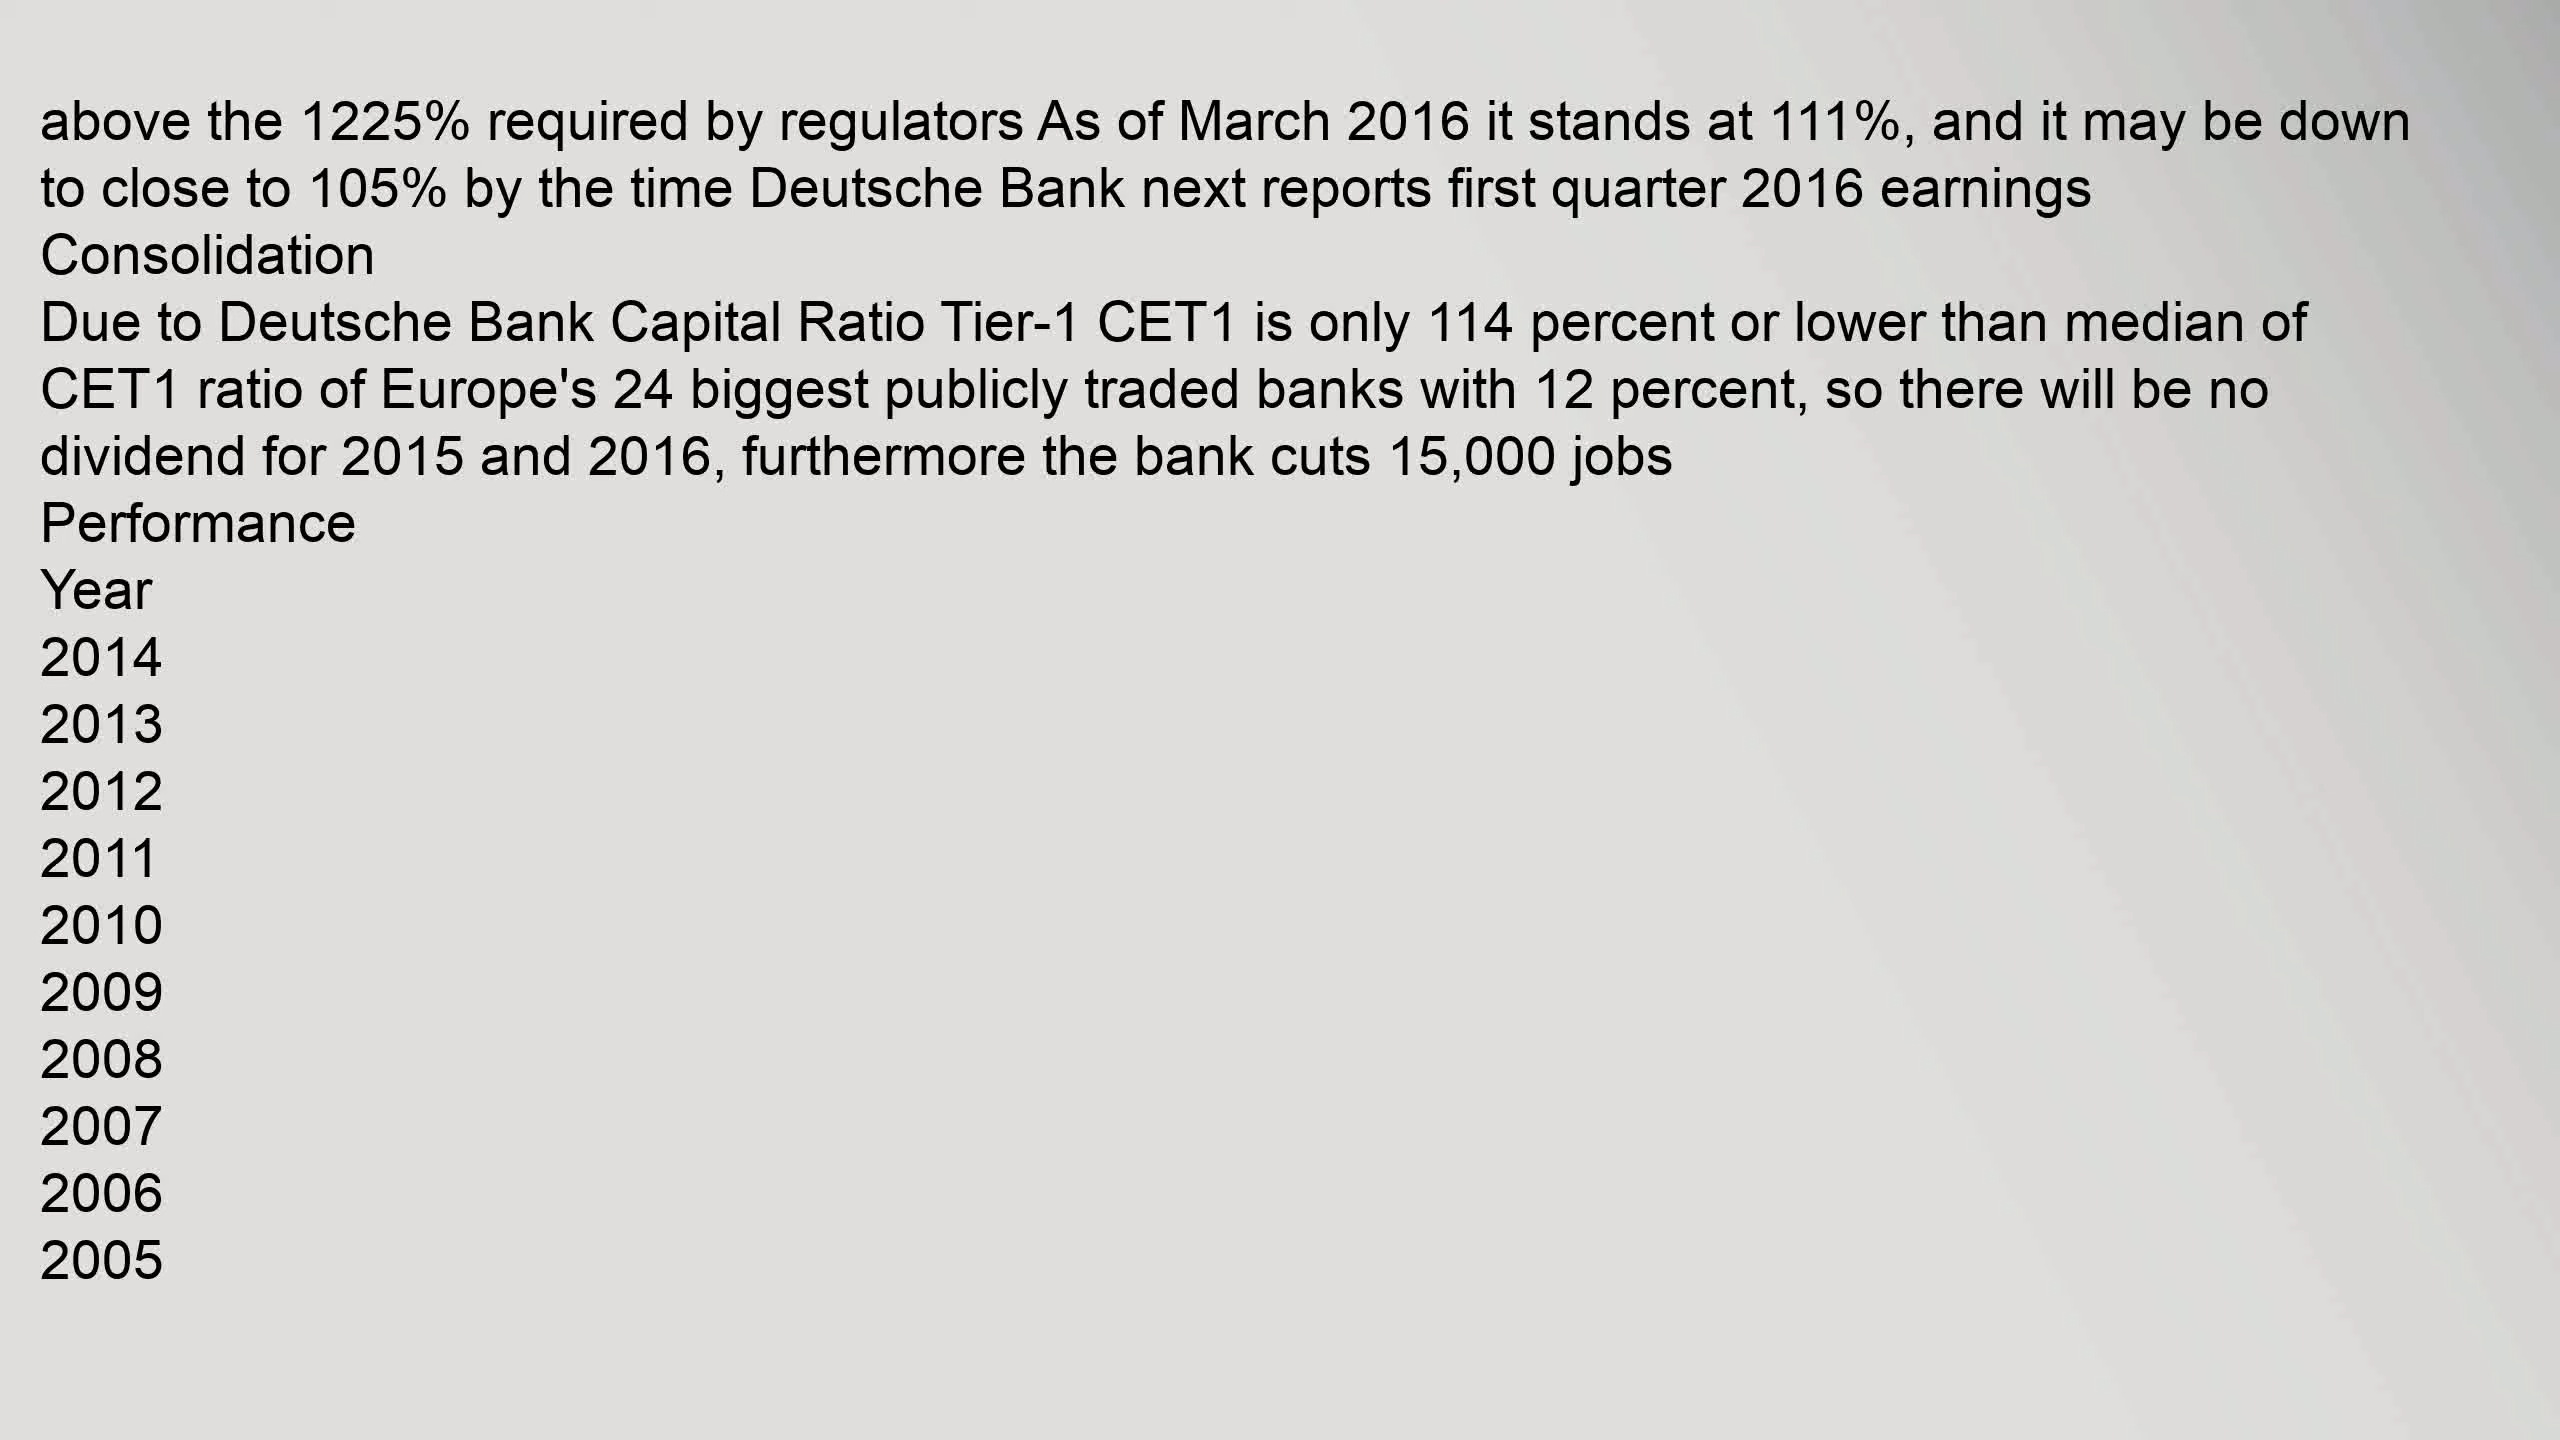 above the 1225% required by regulators As of March 2016 it stands at 111%, and it may be down
to close to 105% by the time Deutsche Bank next reports first quarter 2016 earnings
Consolidation
Due to Deutsche Bank Capital Ratio Tier-1 CET1 is only 114 percent or lower than median of
CET1 ratio of Europe's 24 biggest publicly traded banks with 12 percent, so there will be no
dividend for 2015 and 2016, furthermore the bank cuts 15,000 jobs
Performance
Year
2014
2013
2012
2011
2010
2009
2008
2007
2006
2005